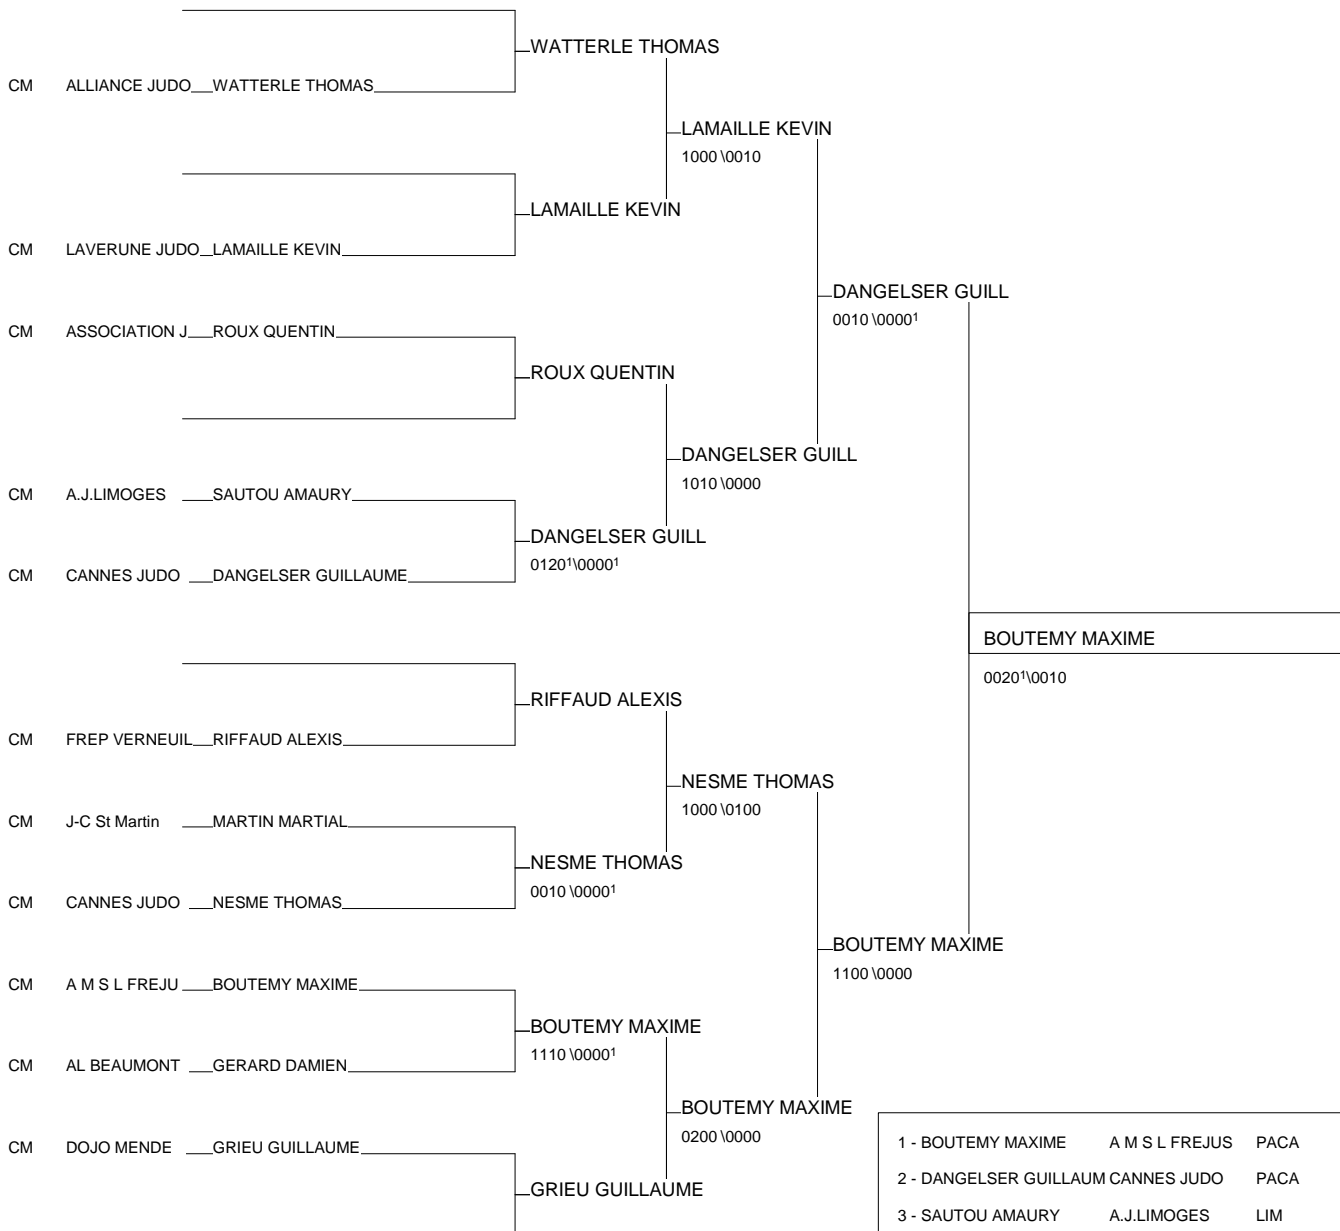 WATTERLE THOMAS
CM ALLIANCE JUDO WATTERLE THOMAS
LAMAILLE KEVIN
1000 \0010
LAMAILLE KEVIN
CM LAVERUNE JUDO LAMAILLE KEVIN
DANGELSER GUILL
0010 \0000¹
CM ASSOCIATION J ROUX QUENTIN
ROUX QUENTIN
DANGELSER GUILL
1010 \0000
CM A.J.LIMOGES SAUTOU AMAURY
DANGELSER GUILL
0120¹\0000¹
CM CANNES JUDO DANGELSER GUILLAUME
BOUTEMY MAXIME
0020¹\0010
RIFFAUD ALEXIS
CM FREP VERNEUIL RIFFAUD ALEXIS
NESME THOMAS
1000 \0100
CM J-C St Martin MARTIN MARTIAL
NESME THOMAS
0010 \0000¹
CM CANNES JUDO NESME THOMAS
BOUTEMY MAXIME
1100 \0000
CM A M S L FREJU BOUTEMY MAXIME
BOUTEMY MAXIME
1110 \0000¹
CM AL BEAUMONT GERARD DAMIEN
BOUTEMY MAXIME
0200 \0000
CM DOJO MENDE GRIEU GUILLAUME
GRIEU GUILLAUME
1 - BOUTEMY MAXIME A M S L FREJUS PACA
2 - DANGELSER GUILLAUM CANNES JUDO PACA
3 - SAUTOU AMAURY A.J.LIMOGES LIM